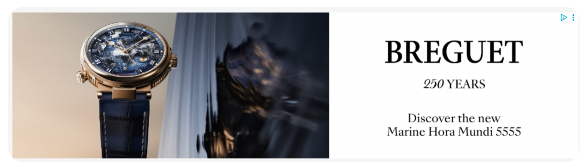 BREGUET
250 YEARS
Discover the new
Marine Hora Mundi 5555